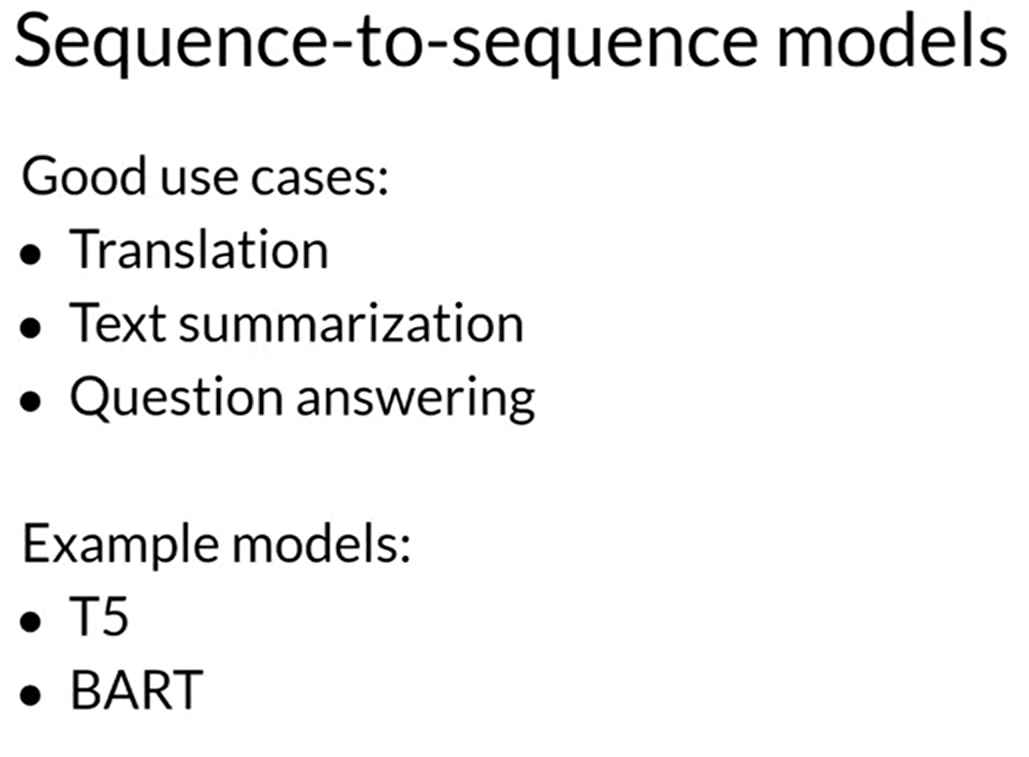 Sequence-to-sequence models
Good use cases:
• Translation
• Text summarization
• Question answering
Example models:
• T5
• BART